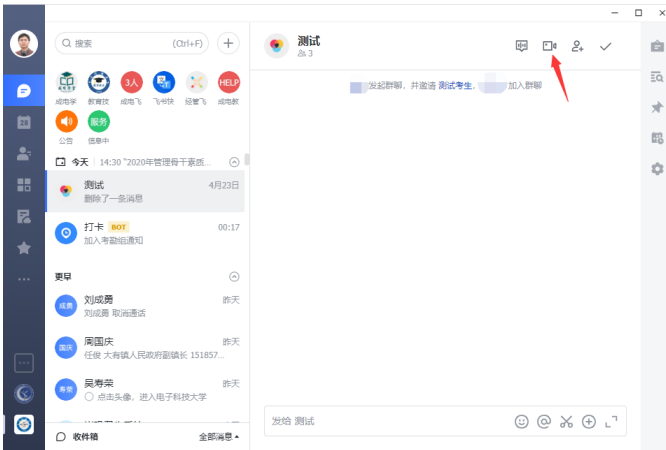 搜索 (Ctrl+F)
测试
3
3人
HELP
成电学 教育技 成电飞 飞书快 经管飞 成电教
服务
公告 信息中
28
发起群聊，并邀请 测试考生， 加入群聊
今天 14:30 "2020年管理骨干素质...
测试 4月23日
删除了一条消息
打卡 BOT 00:17
加入考勤组通知
更早
成勇 刘成勇 昨天
刘成勇 取消通话
国庆 周国庆 昨天
任俊 大有镇人民政府副镇长 151857...
寿荣 吴寿荣 昨天
点击头像，进入电子科技大学
收件箱 全部消息
发给 测试